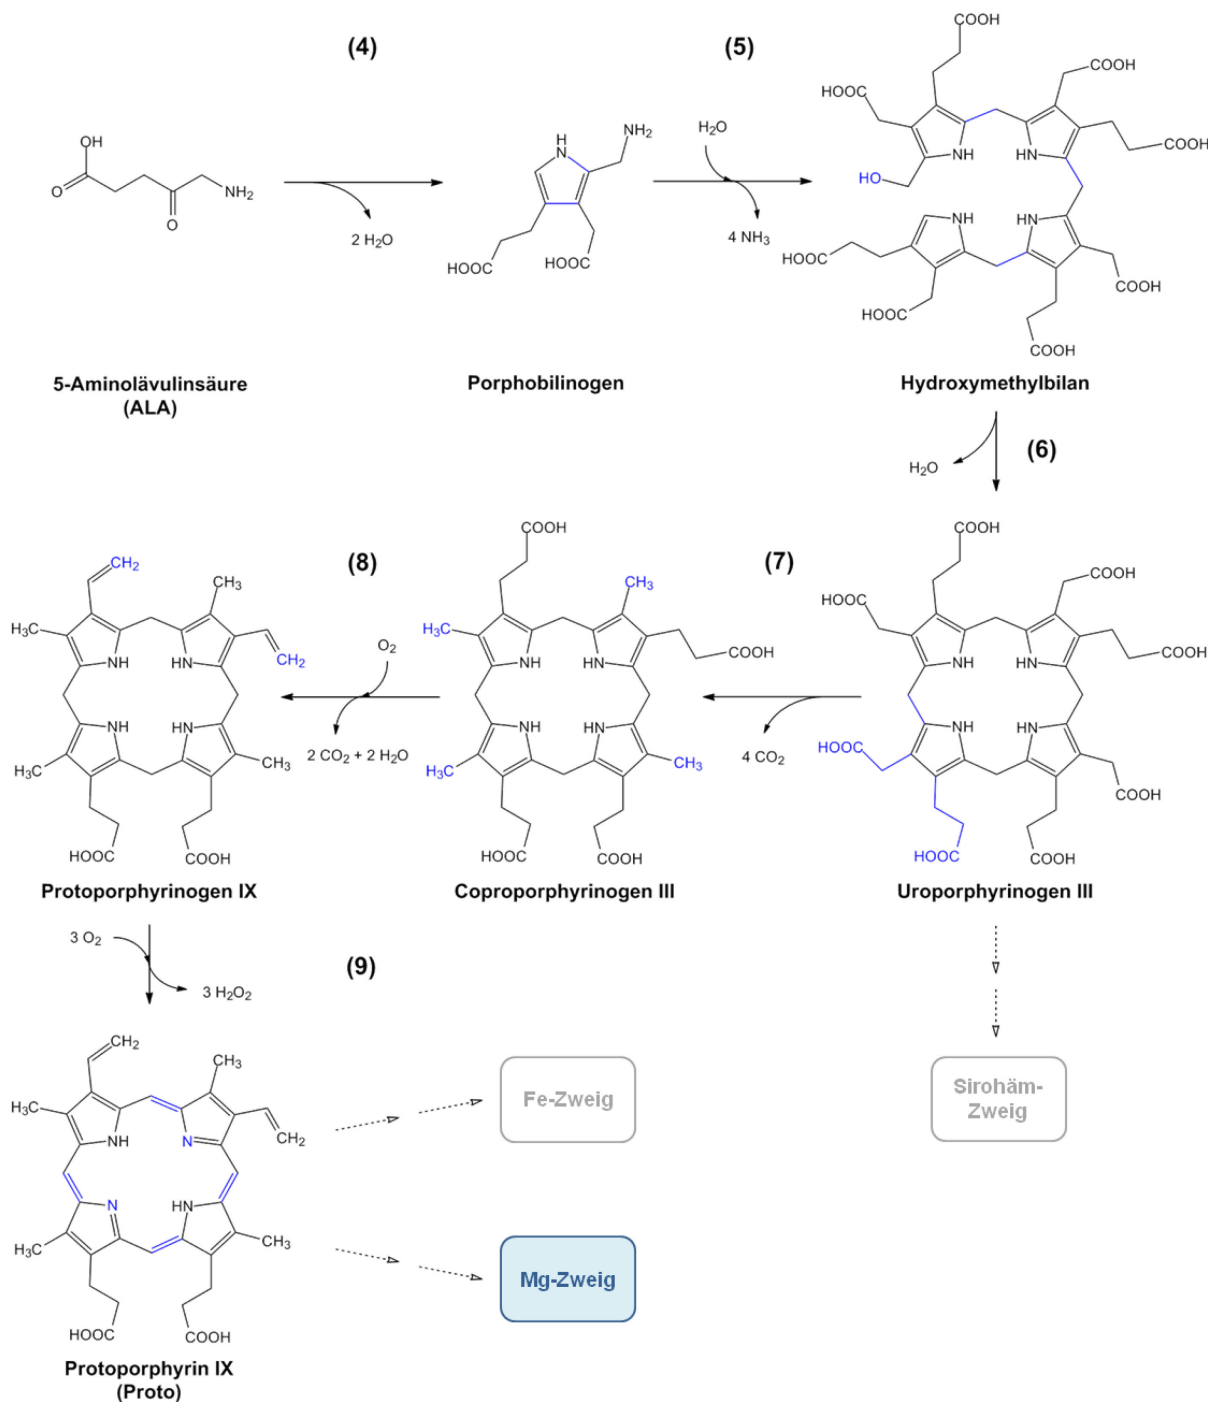 (4)
(5)
OH
O
O
NH₂
2 H₂O
H
N
NH₂
HOOC
HOOC
H₂O
4 NH₃
COOH
HOOC
COOH
COOH
NH
HN
HO
NH
HN
HOOC
HOOC
COOH
COOH
5-Aminolävulinsäure
(ALA)
Porphobilinogen
Hydroxymethylbilan
H₂O
(6)
(8)
(7)
CH₂
CH₃
H₃C
CH₂
NH
HN
NH
HN
H₃C
CH₃
HOOC
COOH
O₂
2 CO₂ + 2 H₂O
COOH
CH₃
H₃C
COOH
NH
HN
NH
HN
H₃C
CH₃
HOOC
COOH
4 CO₂
COOH
HOOC
COOH
COOH
NH
HN
NH
HN
HOOC
HOOC
COOH
COOH
Protoporphyrinogen IX
Coproporphyrinogen III
Uroporphyrinogen III
3 O₂
3 H₂O₂
(9)
CH₂
CH₃
H₃C
CH₂
NH
N
N
HN
H₃C
CH₃
HOOC
COOH
Fe-Zweig
Sirohäm-
Zweig
Mg-Zweig
Protoporphyrin IX
(Proto)